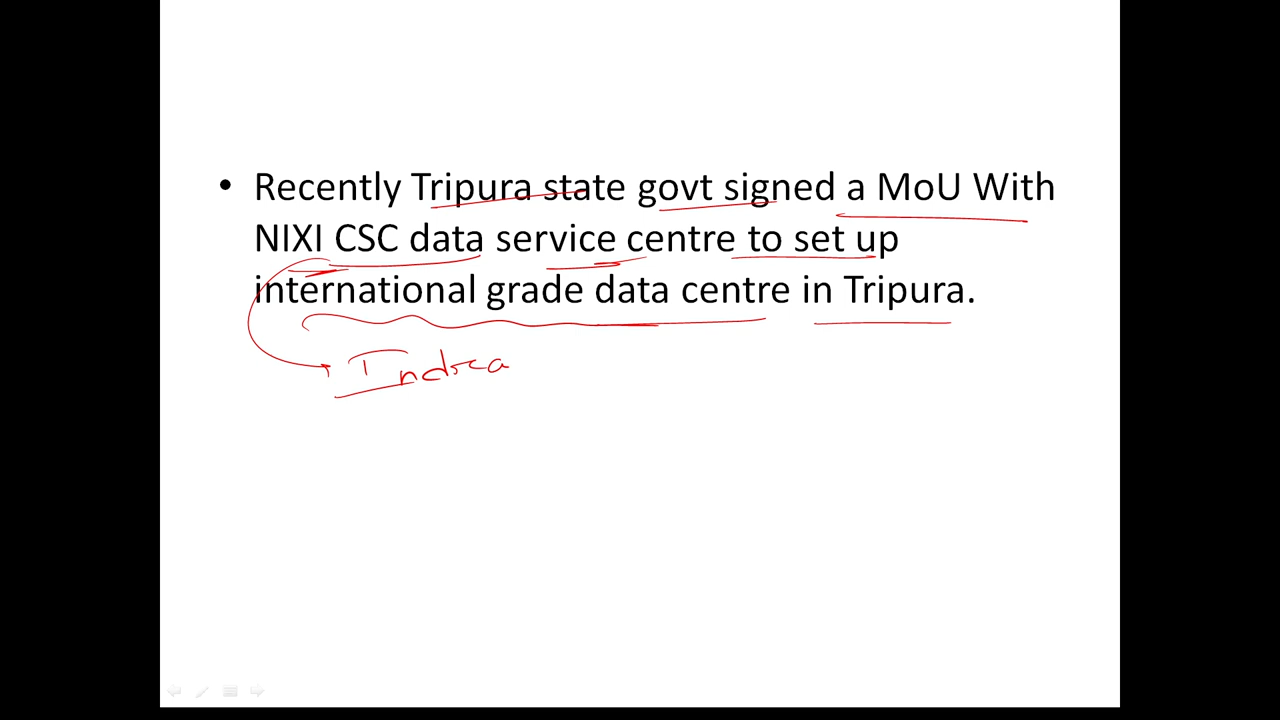 • Recently Tripura state govt signed a MoU With
NIXI CSC data service centre to set up
international grade data centre in Tripura.
India